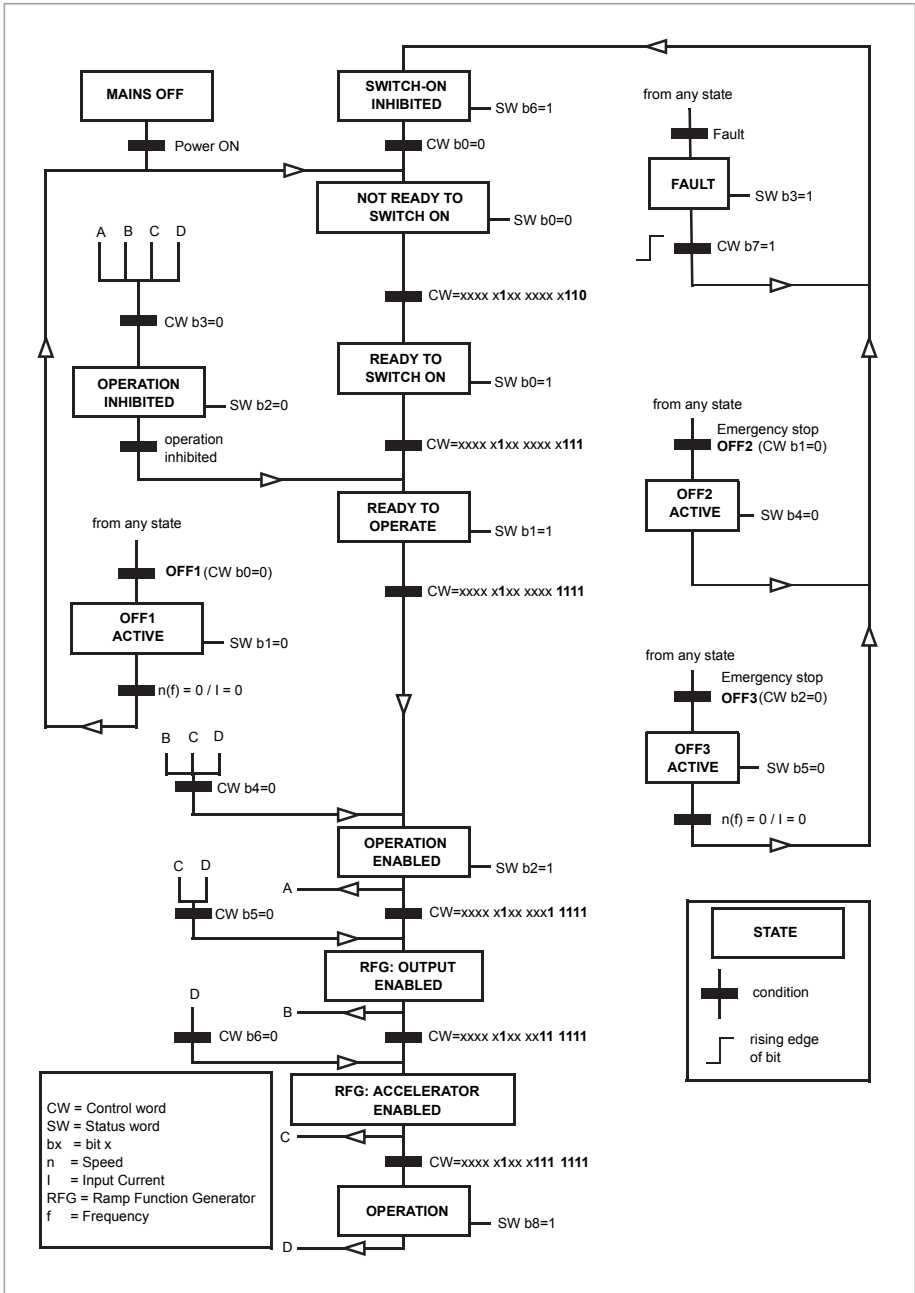 MAINS OFF
Power ON
SWITCH-ON
INHIBITED
SW b6=1
CW b0=0
NOT READY TO
SWITCH ON
SW b0=0
A B C D
CW b3=0
OPERATION
INHIBITED
SW b2=0
operation
inhibited
CW=xxxx x1xx xxxx x110
READY TO
SWITCH ON
SW b0=1
CW=xxxx x1xx xxxx x111
READY TO
OPERATE
SW b1=1
CW=xxxx x1xx xxxx 1111
from any state
OFF1 (CW b0=0)
OFF1
ACTIVE
SW b1=0
n(f) = 0 / I = 0
B C D
CW b4=0
OPERATION
ENABLED
SW b2=1
A
C D
CW b5=0
CW=xxxx x1xx xxx1 1111
RFG: OUTPUT
ENABLED
D
B
CW b6=0
CW=xxxx x1xx xx11 1111
RFG: ACCELERATOR
ENABLED
C
CW=xxxx x1xx x111 1111
OPERATION
SW b8=1
D
from any state
Fault
FAULT
SW b3=1
CW b7=1
from any state
Emergency stop
OFF2 (CW b1=0)
OFF2
ACTIVE
SW b4=0
from any state
Emergency stop
OFF3 (CW b2=0)
OFF3
ACTIVE
SW b5=0
n(f) = 0 / I = 0
STATE
condition
rising edge
of bit
CW = Control word
SW = Status word
bx = bit x
n = Speed
I = Input Current
RFG = Ramp Function Generator
f = Frequency